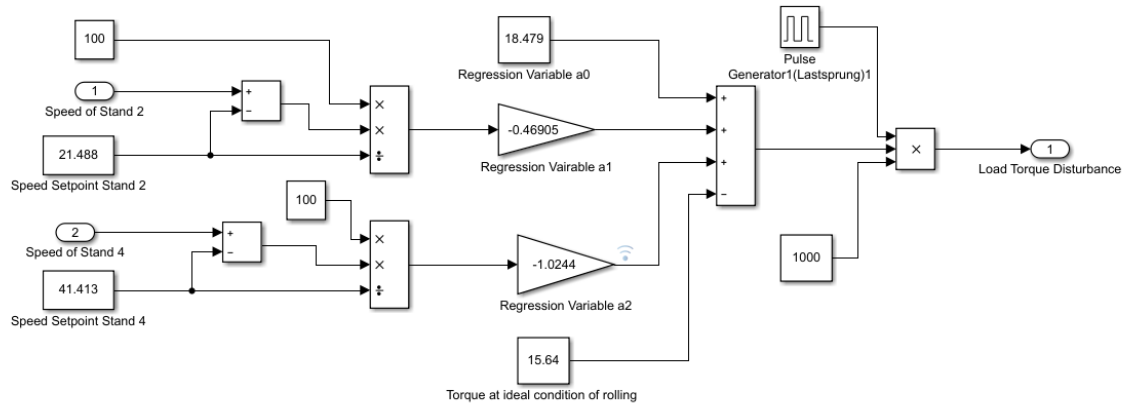 100
1
Speed of Stand 2
+
−
21.488
Speed Setpoint Stand 2
×
×
÷
18.479
Regression Variable a0
-0.46905
Regression Vairable a1
Pulse
Generator1(Lastsprung)1
+
+
+
−
×
1
Load Torque Disturbance
100
2
Speed of Stand 4
+
−
41.413
Speed Setpoint Stand 4
×
×
÷
-1.0244
Regression Variable a2
1000
15.64
Torque at ideal condition of rolling